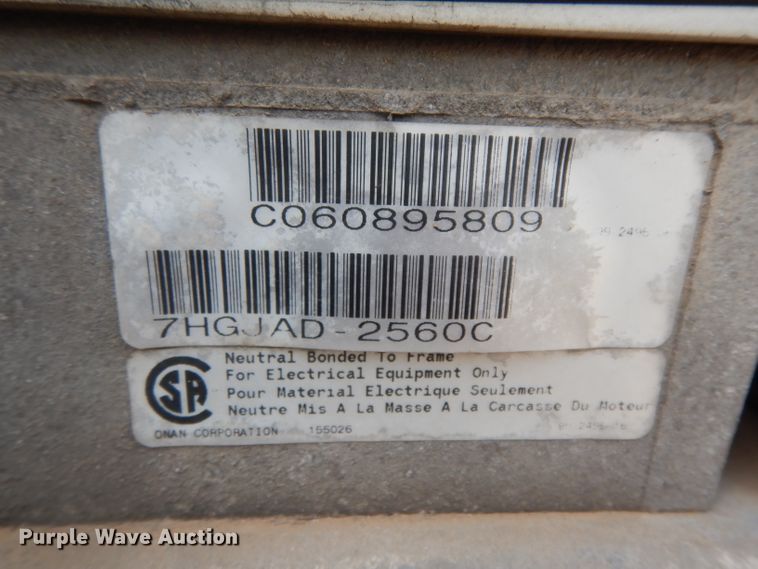 C060895809
7HGJAD-2560C
Neutral Bonded To Frame
For Electrical Equipment Only
Pour Material Electrique Seulement
Neutre Mis A La Masse A La Carcasse Du Moteur
SA
ONAN CORPORATION 155026
Purple Wave Auction